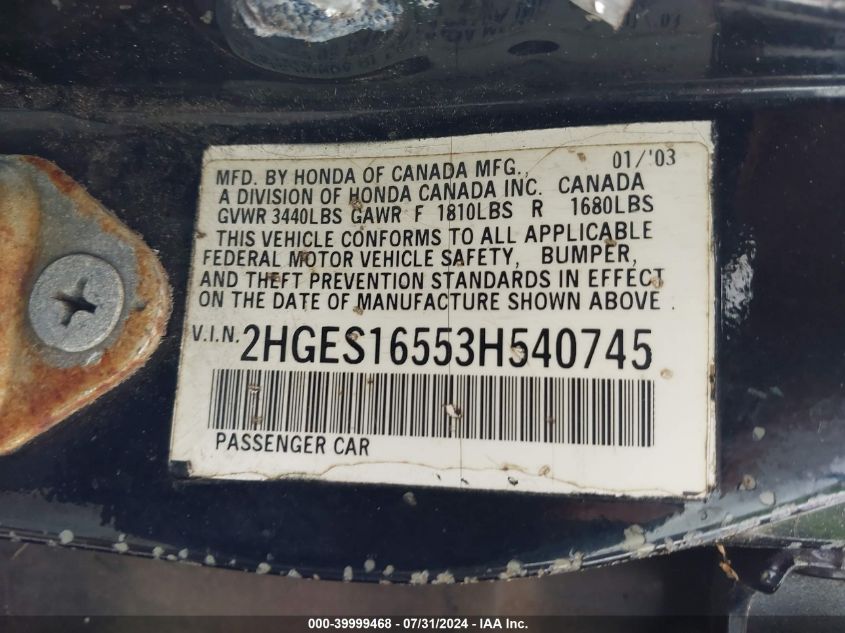 MFD. BY HONDA OF CANADA MFG., 01/'03
A DIVISION OF HONDA CANADA INC. CANADA
GVWR 3440LBS GAWR F 1810LBS R 1680LBS
THIS VEHICLE CONFORMS TO ALL APPLICABLE
FEDERAL MOTOR VEHICLE SAFETY, BUMPER,
AND THEFT PREVENTION STANDARDS IN EFFECT
ON THE DATE OF MANUFACTURE SHOWN ABOVE .
V.I.N. 2HGES16553H540745
PASSENGER CAR
000-39999468 - 07/31/2024 - IAA Inc.